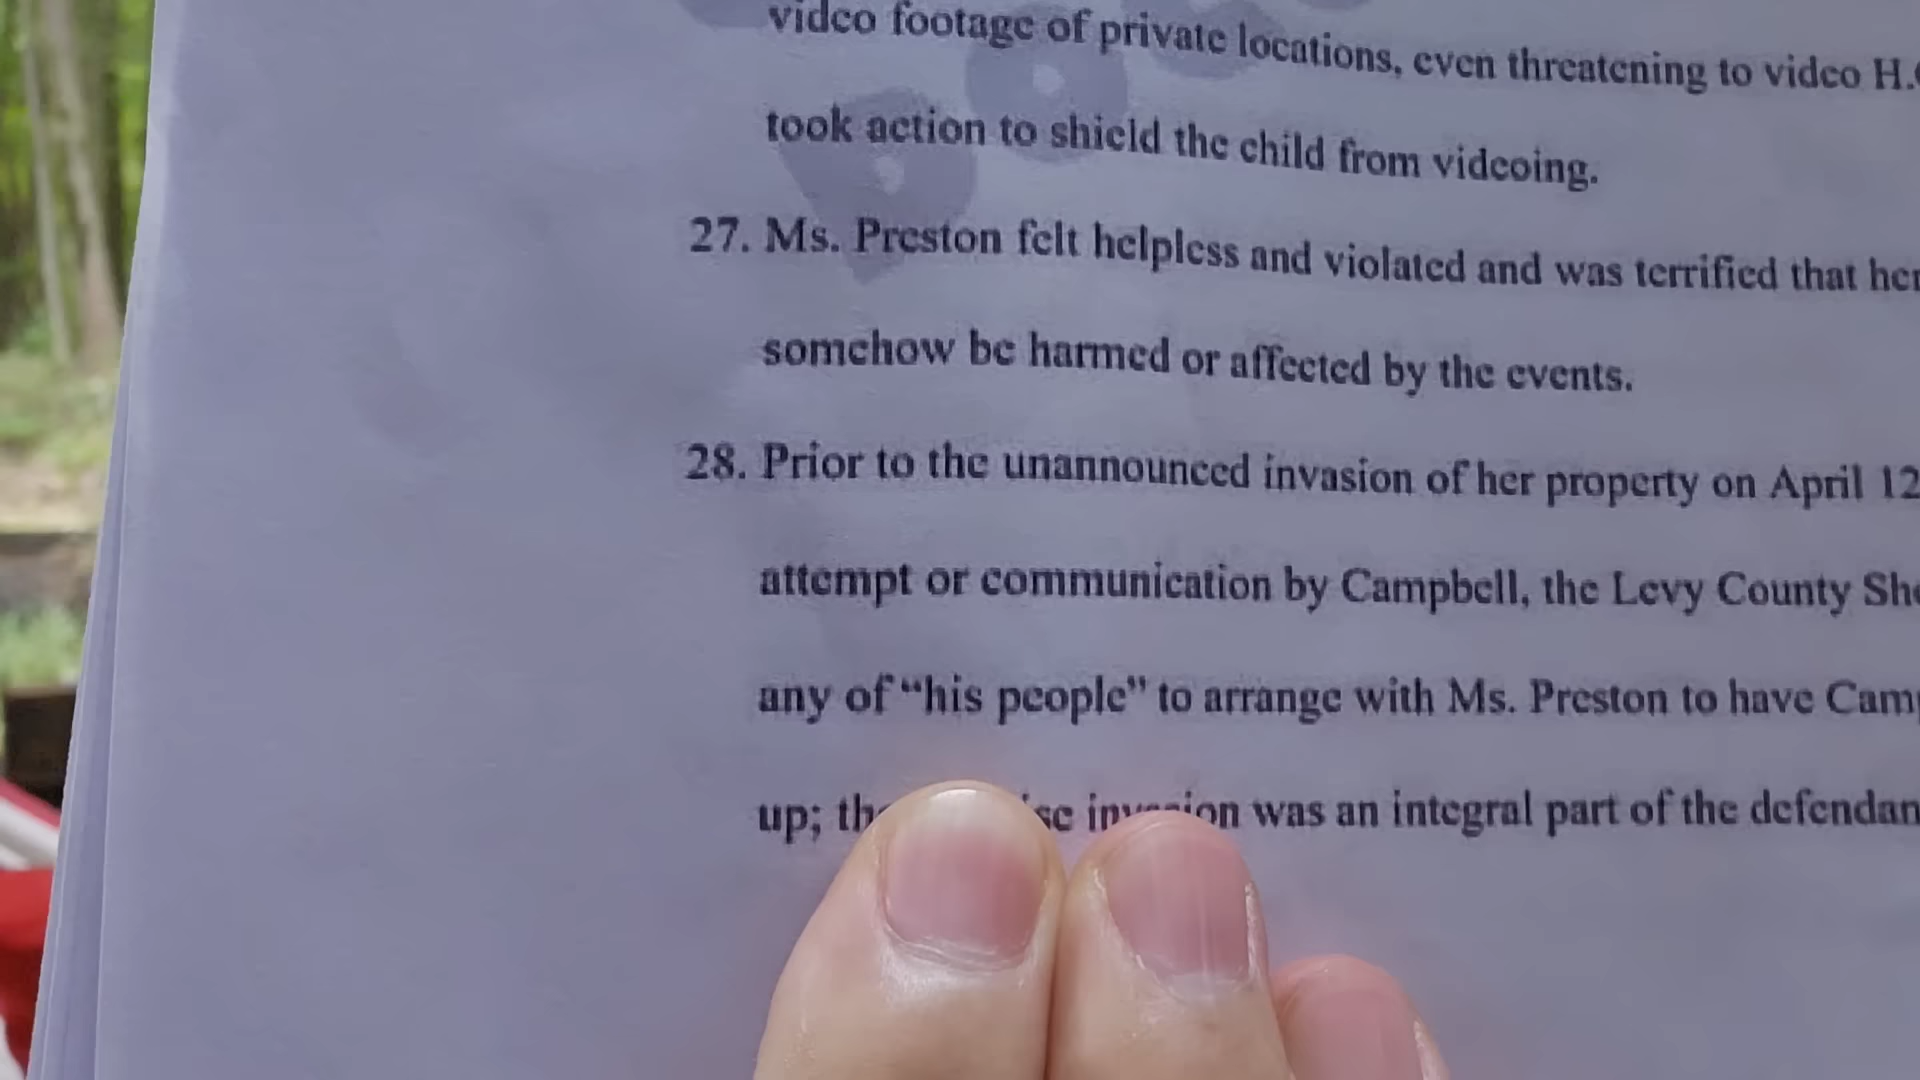 video footage of private locations, even threatening to video H.
took action to shield the child from videoing.
27. Ms. Preston felt helpless and violated and was terrified that her
somehow be harmed or affected by the events.
28. Prior to the unannounced invasion of her property on April 12
attempt or communication by Campbell, the Levy County
any of “his people” to arrange with Ms. Preston to have
up; invasion was an integral part of the